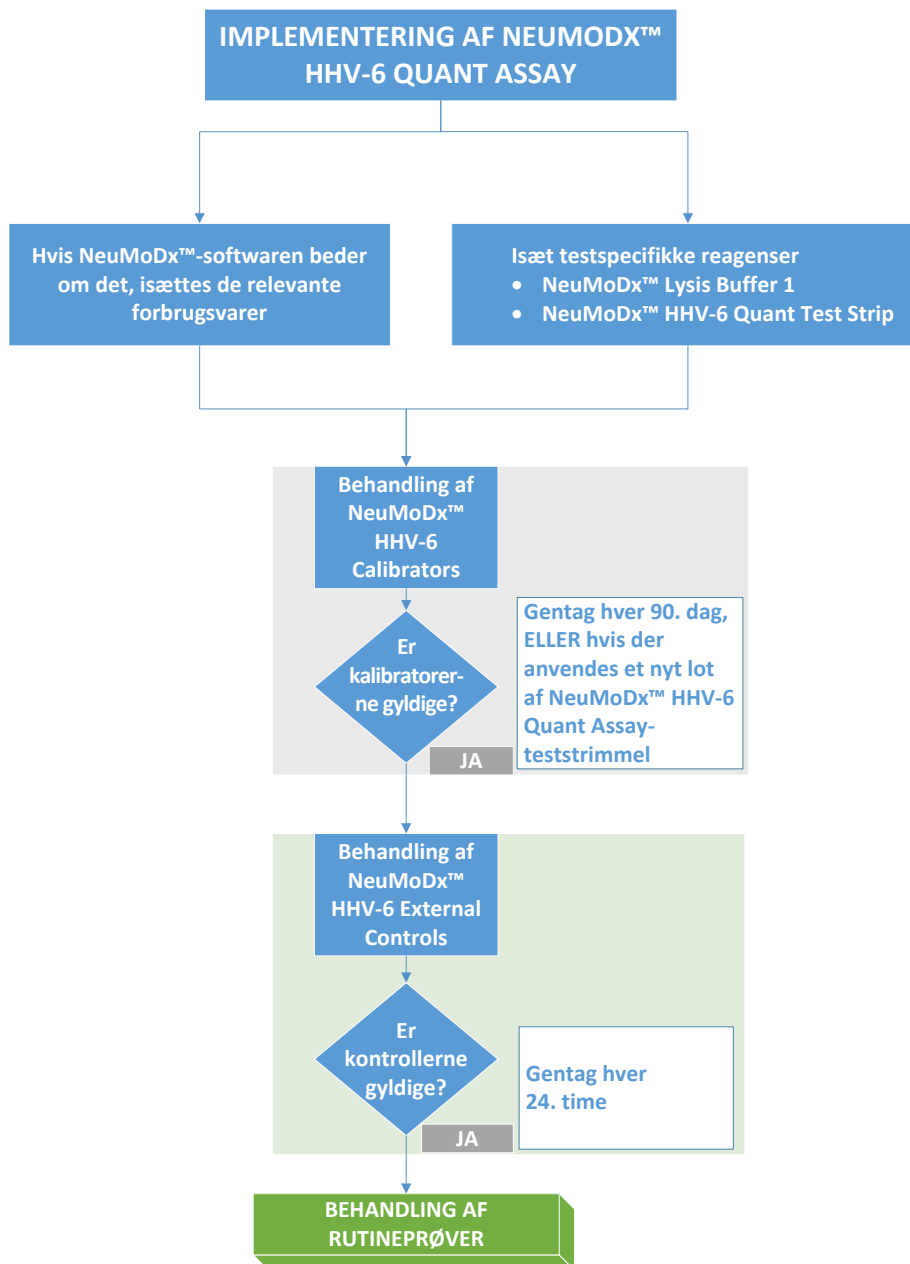 IMPLEMENTERING AF NEUMODX™
HHV-6 QUANT ASSAY
Hvis NeuMoDx™-softwaren beder
om det, isættes de relevante
forbrugsvarer
Isæt testspecifikke reagenser
• NeuMoDx™ Lysis Buffer 1
• NeuMoDx™ HHV-6 Quant Test Strip
Behandling af
NeuMoDx™
HHV-6
Calibrators
Er
kalibratorer-
ne gyldige?
Gentag hver 90. dag,
ELLER hvis der
anvendes et nyt lot
af NeuMoDx™ HHV-6
Quant Assay-
teststrimmel
JA
Behandling af
NeuMoDx™
HHV-6 External
Controls
Er
kontrollerne
gyldige?
Gentag hver
24. time
JA
BEHANDLING AF
RUTINEPRØVER